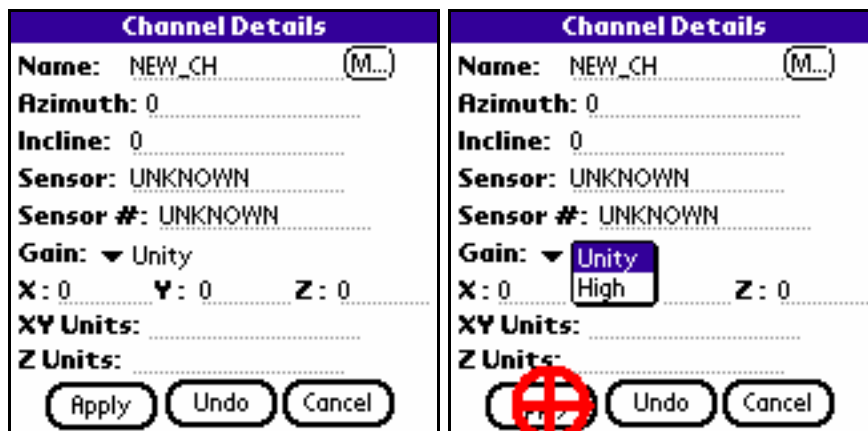 Channel Details
Name: NEW_CH (M...)
Azimuth: 0
Incline: 0
Sensor: UNKNOWN
Sensor #: UNKNOWN
Gain: Unity
X: 0 Y: 0 Z: 0
XY Units:
Z Units:
Apply Undo Cancel
Channel Details
Name: NEW_CH (M...)
Azimuth: 0
Incline: 0
Sensor: UNKNOWN
Sensor #: UNKNOWN
Gain: Unity
High
X: 0 Z: 0
XY Units:
Z Units:
Undo Cancel